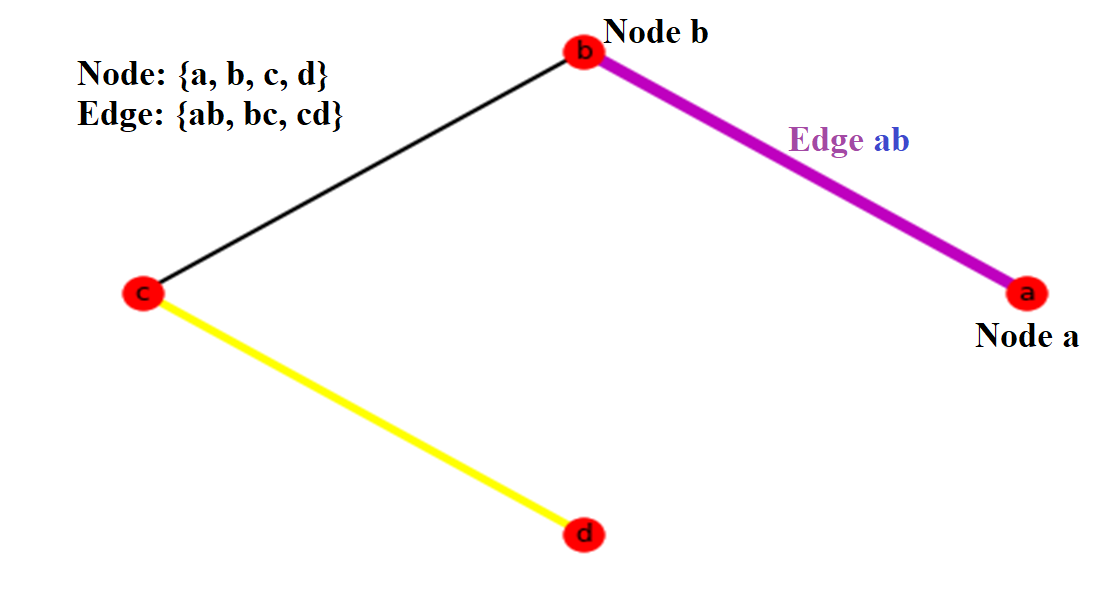 b
Node b
Node: {a, b, c, d}
Edge: {ab, bc, cd}
Edge ab
c
a
Node a
d